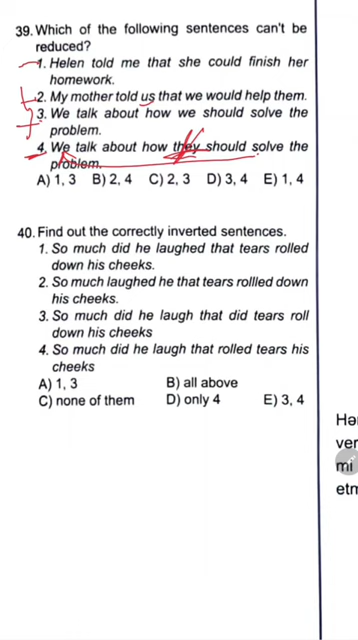 39. Which of the following sentences can't be
reduced?
1. Helen told me that she could finish her
homework.
2. My mother told us that we would help them.
3. We talk about how we should solve the
problem.
4. We talk about how they should solve the
problem.
A) 1, 3 B) 2, 4 C) 2, 3 D) 3, 4 E) 1, 4
40. Find out the correctly inverted sentences.
1. So much did he laughed that tears rolled
down his cheeks.
2. So much laughed he that tears rollled down
his cheeks.
3. So much did he laugh that did tears roll
down his cheeks
4. So much did he laugh that rolled tears his
cheeks
A) 1, 3 B) all above
C) none of them D) only 4 E) 3, 4
mi